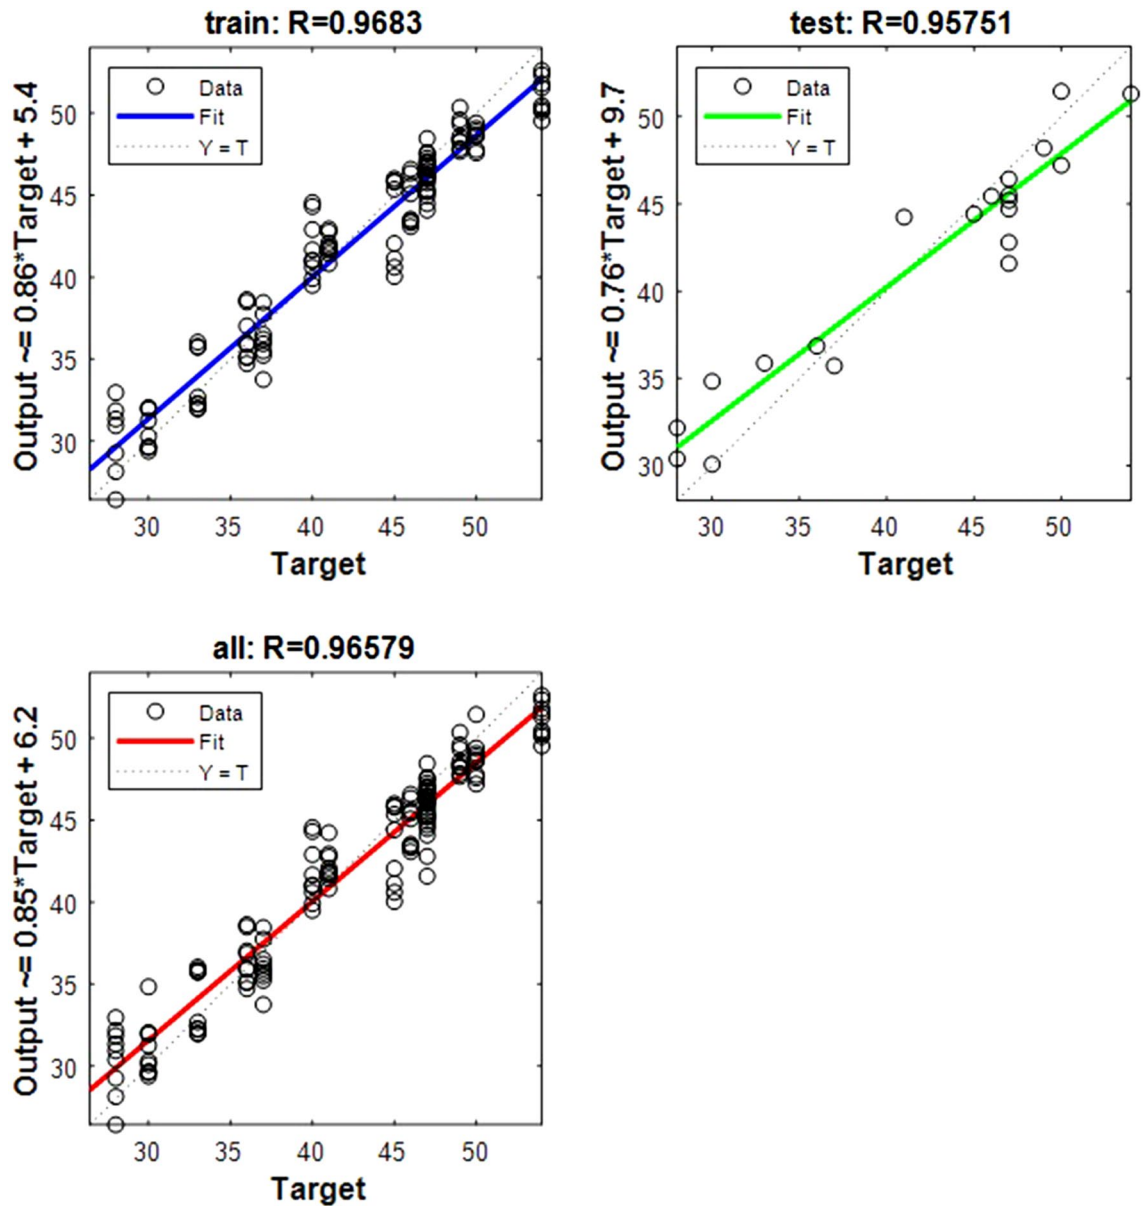 train: R=0.9683
Output ~= 0.86*Target + 5.4
Data
Fit
Y = T
50
45
40
35
30
30 35 40 45 50
Target
test: R=0.95751
Output ~= 0.76*Target + 9.7
Data
Fit
Y = T
50
45
40
35
30
30 35 40 45 50
Target
all: R=0.96579
Output ~= 0.85*Target + 6.2
Data
Fit
Y = T
50
45
40
35
30
30 35 40 45 50
Target